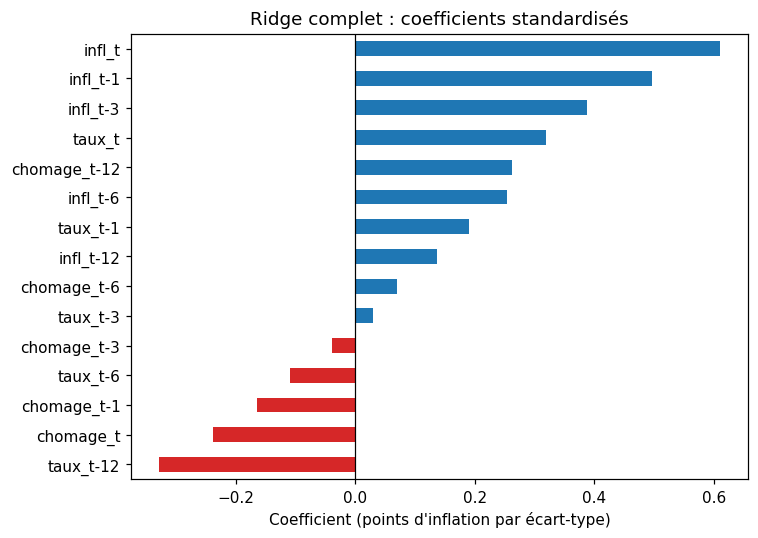 Ridge complet : coefficients standardisés
infl_t
infl_t-1
infl_t-3
taux_t
chomage_t-12
infl_t-6
taux_t-1
infl_t-12
chomage_t-6
taux_t-3
chomage_t-3
taux_t-6
chomage_t-1
chomage_t
taux_t-12
−0.2 0.0 0.2 0.4 0.6
Coefficient (points d'inflation par écart-type)